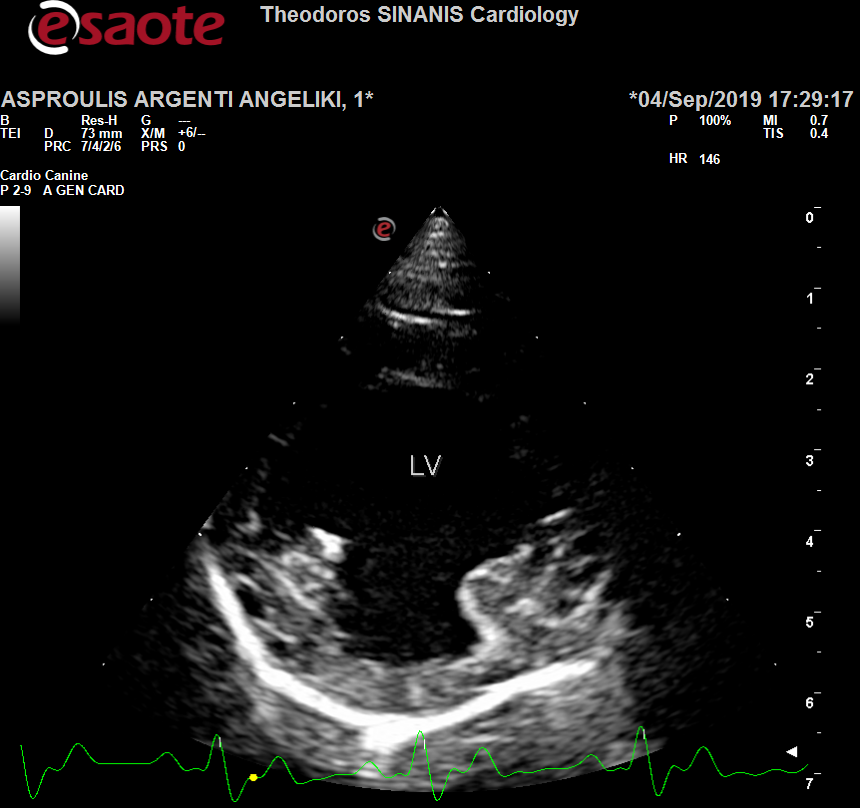 esaote
Theodoros SINANIS Cardiology
ASPROULIS ARGENTI ANGELIKI, 1*
*04/Sep/2019 17:29:17
B Res-H G ---
TEI D 73 mm X/M +6/--
PRC 7/4/2/6 PRS 0
P 100% MI 0.7
TIS 0.4
HR 146
Cardio Canine
P 2-9 A GEN CARD
e
0
1
2
3
LV
4
5
6
7